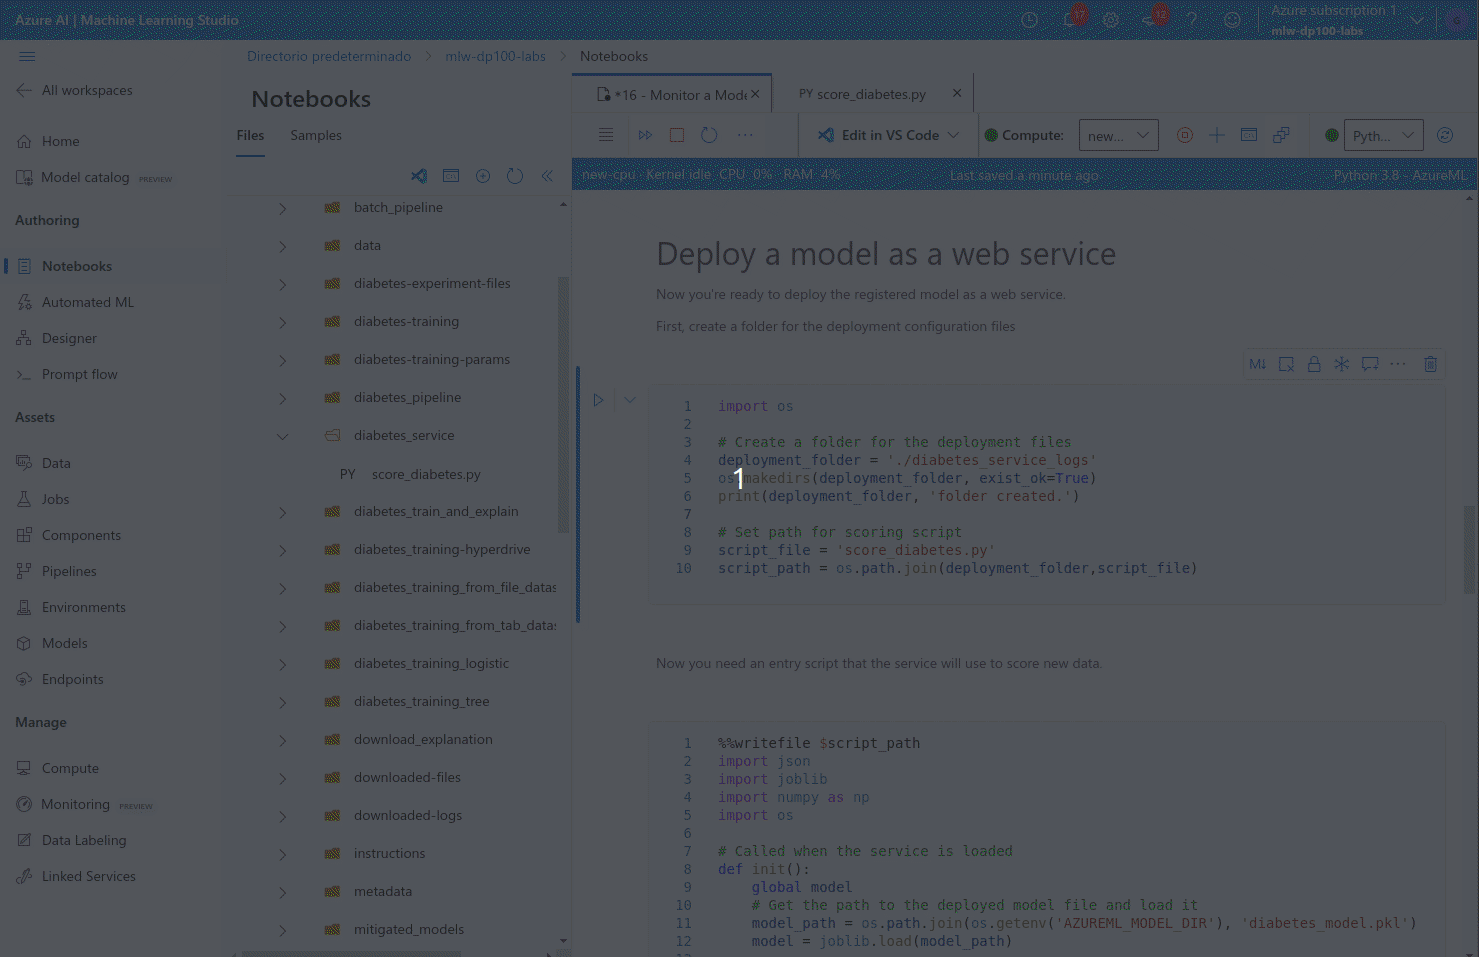 Azure AI | Machine Learning Studio
17
13
Azure subscription 1
mlw-dp100-labs
Directorio predeterminado > mlw-dp100-labs > Notebooks
All workspaces
Home
Model catalog PREVIEW
Authoring
Notebooks
Automated ML
Designer
Prompt flow
Assets
Data
Jobs
Components
Pipelines
Environments
Models
Endpoints
Manage
Compute
Monitoring PREVIEW
Data Labeling
Linked Services
Notebooks
Files Samples
batch_pipeline
data
diabetes-experiment-files
diabetes-training
diabetes-training-params
diabetes_pipeline
diabetes_service
PY score_diabetes.py
diabetes_train_and_explain
diabetes_training-hyperdrive
diabetes_training_from_file_datas
diabetes_training_from_tab_datas
diabetes_training_logistic
diabetes_training_tree
download_explanation
downloaded-files
downloaded-logs
instructions
metadata
mitigated_models
*16 - Monitor a Mode
PY score_diabetes.py
Edit in VS Code
Compute: new...
Pyth...
new-cpu · Kernel idle CPU 0% RAM 4%
Last saved a minute ago
Python 3.8 - AzureML
Deploy a model as a web service
Now you're ready to deploy the registered model as a web service.
First, create a folder for the deployment configuration files
M↓
1 import os
2
3 # Create a folder for the deployment files
4 deployment_folder = './diabetes_service_logs'
5 os.makedirs(deployment_folder, exist_ok=True)
6 print(deployment_folder, 'folder created.')
7
8 # Set path for scoring script
9 script_file = 'score_diabetes.py'
10 script_path = os.path.join(deployment_folder,script_file)
1
Now you need an entry script that the service will use to score new data.
1 %%writefile $script_path
2 import json
3 import joblib
4 import numpy as np
5 import os
6
7 # Called when the service is loaded
8 def init():
9 global model
10 # Get the path to the deployed model file and load it
11 model_path = os.path.join(os.getenv('AZUREML_MODEL_DIR'), 'diabetes_model.pkl')
12 model = joblib.load(model_path)